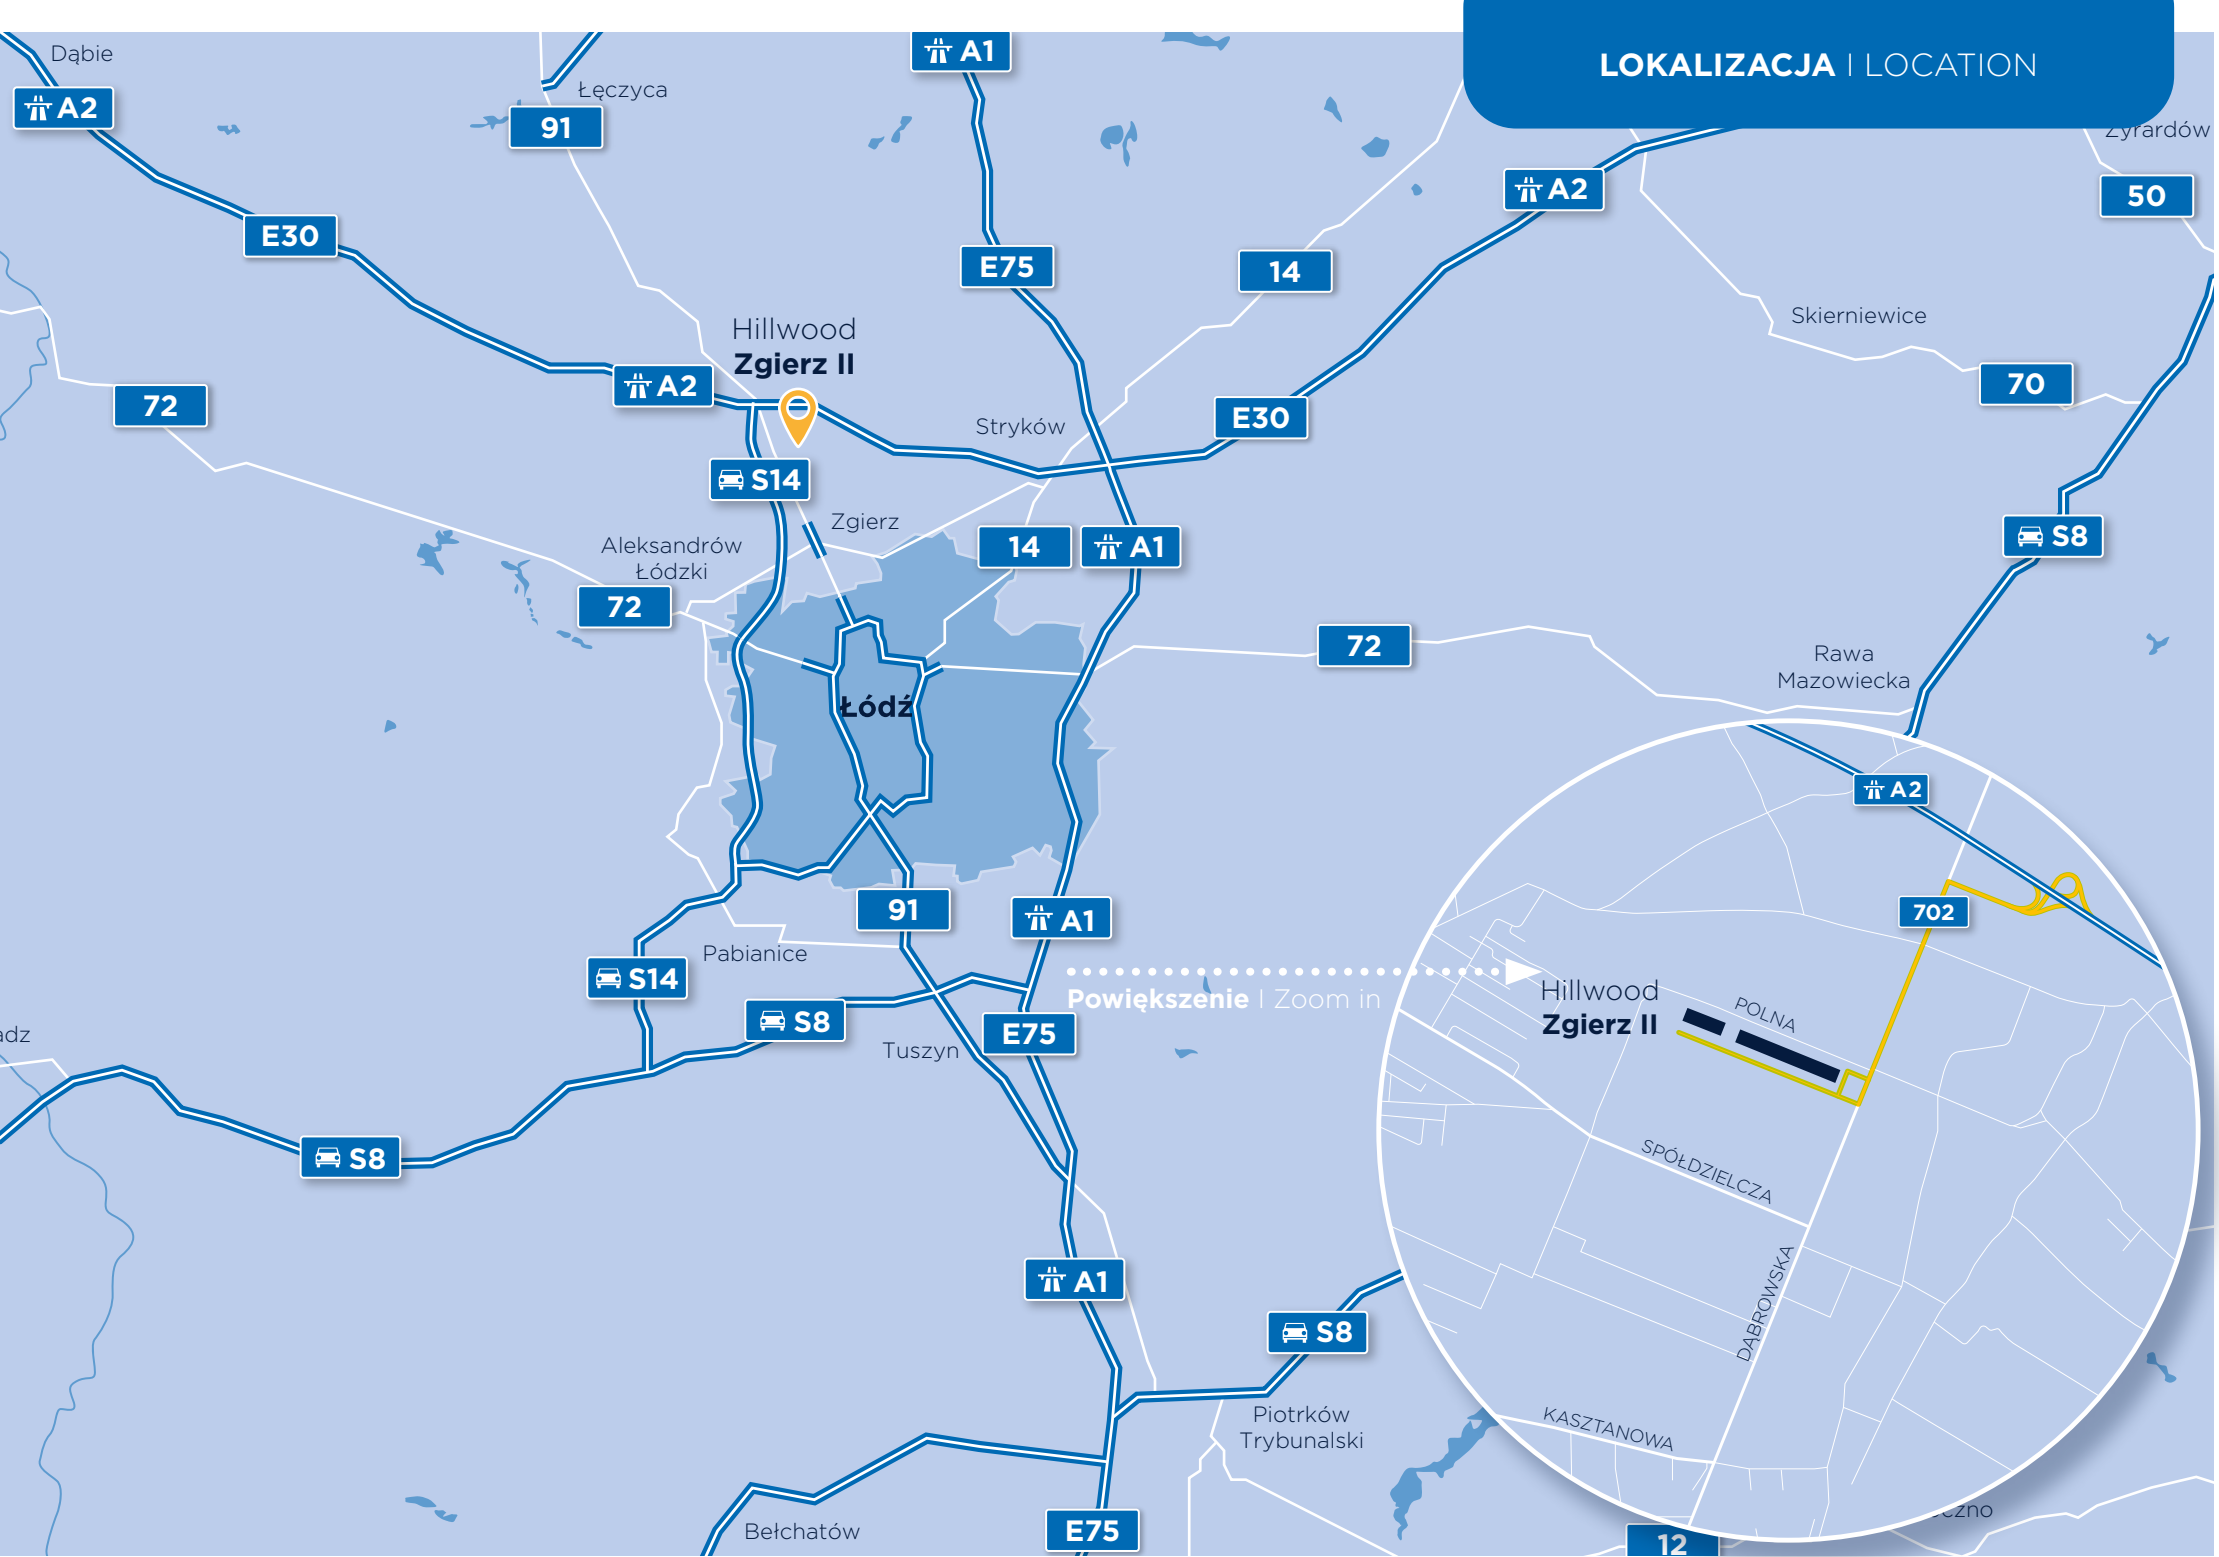 LOKALIZACJA | LOCATION
Dąbie
A1
Łęczyca
A2
91
Żyrardów
A2
50
E30
E75
14
Skierniewice
Hillwood
Zgierz II
A2
70
72
Stryków
E30
S14
Zgierz
Aleksandrów
Łódzki
14
A1
S8
72
72
Rawa
Mazowiecka
Łódź
A2
91
A1
702
Pabianice
S14
Powiększenie | Zoom in
Hillwood
Zgierz II
POLNA
S8
E75
adz
Tuszyn
S8
SPÓŁDZIELCZA
A1
DĄBROWSKA
S8
Piotrków
Trybunalski
KASZTANOWA
Bełchatów
E75
czno
12